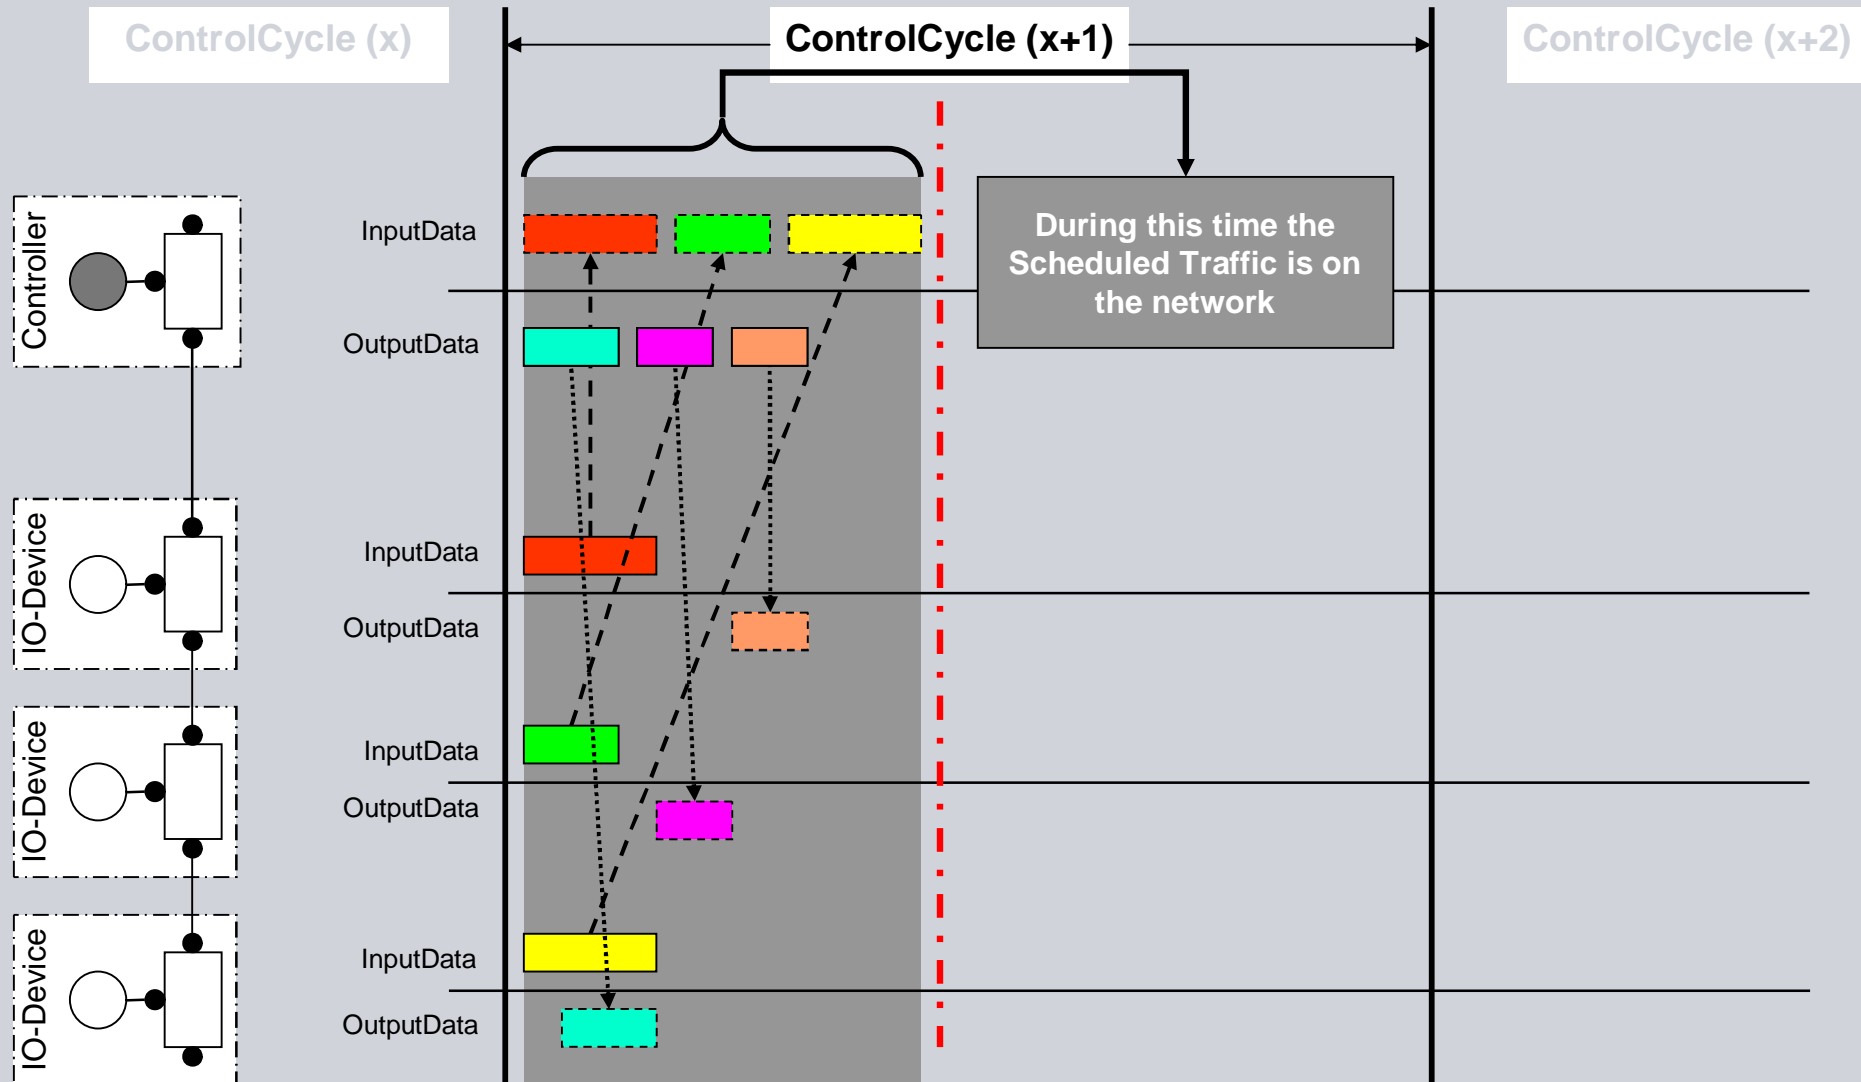 ControlCycle (x)
ControlCycle (x+1)
ControlCycle (x+2)
During this time the
Scheduled Traffic is on
the network
Controller
InputData
OutputData
IO-Device
InputData
OutputData
IO-Device
InputData
OutputData
IO-Device
InputData
OutputData